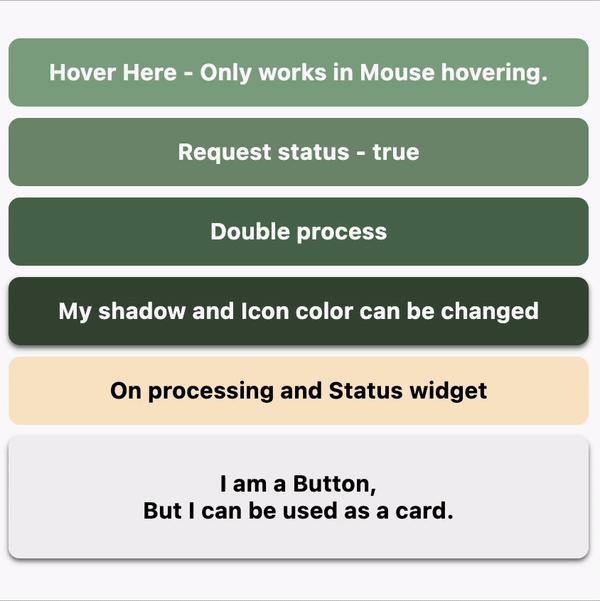 Hover Here - Only works in Mouse hovering.
Request status - true
Double process
My shadow and Icon color can be changed
On processing and Status widget
I am a Button,
But I can be used as a card.